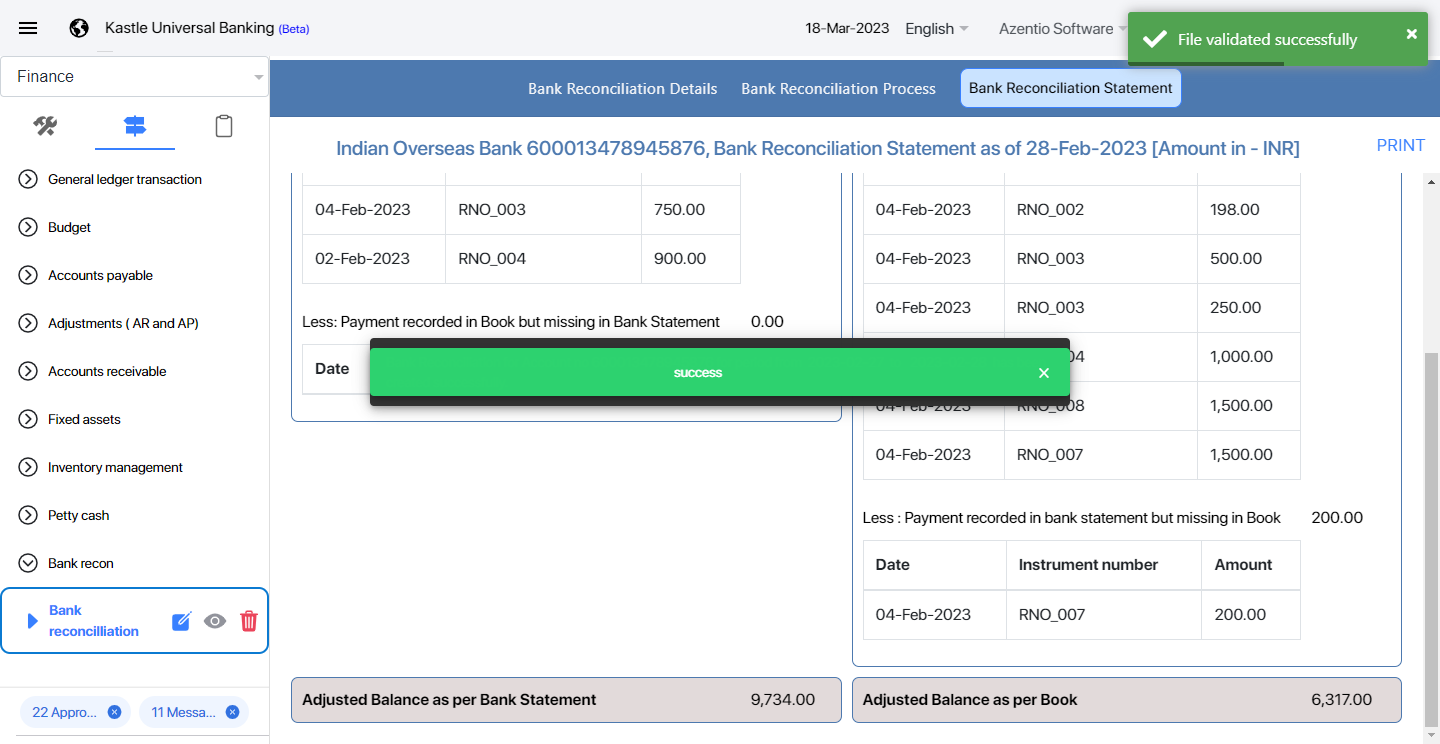 Kastle Universal Banking (Beta)
18-Mar-2023
English
Azentio Software
File validated successfully
Finance
Bank Reconciliation Details
Bank Reconciliation Process
Bank Reconciliation Statement
Indian Overseas Bank 600013478945876, Bank Reconciliation Statement as of 28-Feb-2023 [Amount in - INR]
PRINT
General ledger transaction
Budget
Accounts payable
Adjustments ( AR and AP)
Accounts receivable
Fixed assets
Inventory management
Petty cash
Bank recon
Bank
reconcilliation
22 Appro...
11 Messa...
04-Feb-2023 RNO_003 750.00
02-Feb-2023 RNO_004 900.00
Less: Payment recorded in Book but missing in Bank Statement 0.00
Date
success
Adjusted Balance as per Bank Statement 9,734.00
04-Feb-2023 RNO_002 198.00
04-Feb-2023 RNO_003 500.00
04-Feb-2023 RNO_003 250.00
04 1,000.00
04-Feb-2023 RNO_008 1,500.00
04-Feb-2023 RNO_007 1,500.00
Less : Payment recorded in bank statement but missing in Book 200.00
Date Instrument number Amount
04-Feb-2023 RNO_007 200.00
Adjusted Balance as per Book 6,317.00